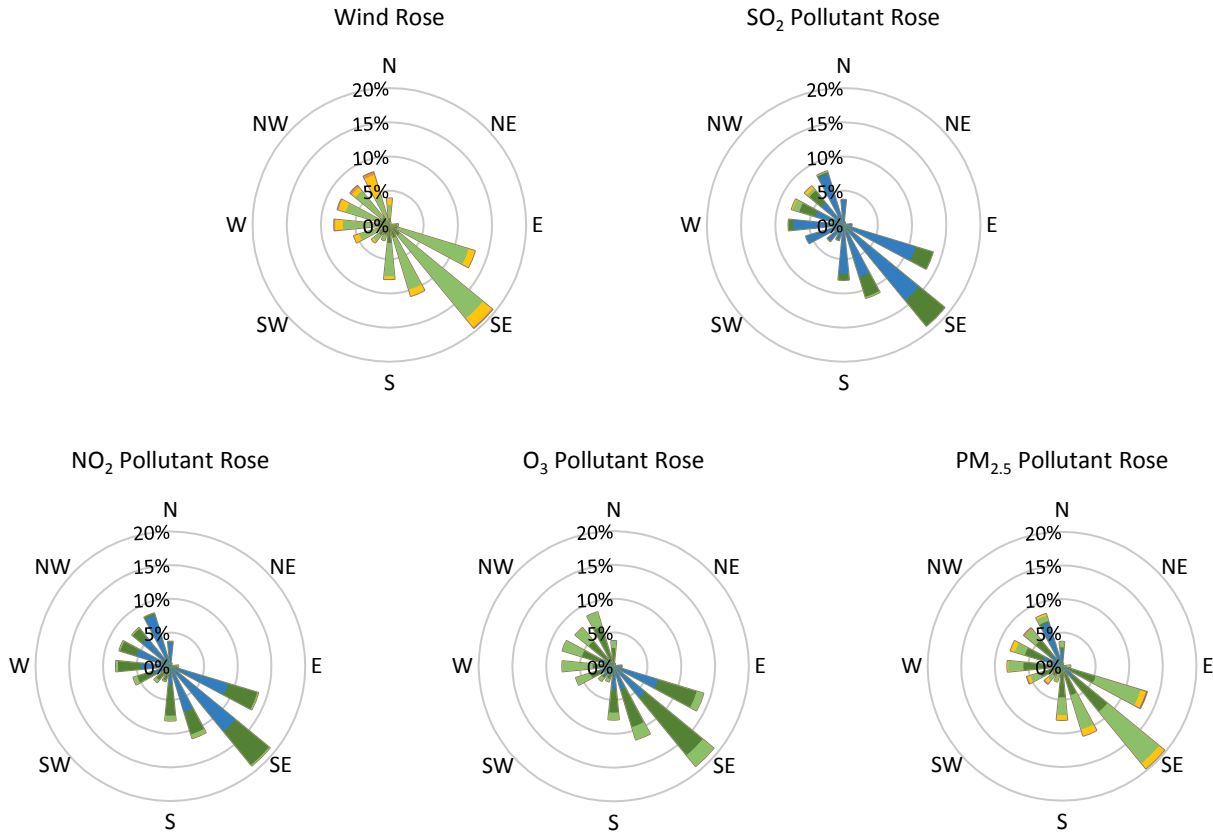 Wind Rose
N
NE
E
SE
S
SW
W
NW
20%
15%
10%
5%
0%
SO₂ Pollutant Rose
N
NE
E
SE
S
SW
W
NW
20%
15%
10%
5%
0%
NO₂ Pollutant Rose
N
NE
E
SE
S
SW
W
NW
20%
15%
10%
5%
0%
O₃ Pollutant Rose
N
NE
E
SE
S
SW
W
NW
20%
15%
10%
5%
0%
PM₂.₅ Pollutant Rose
N
NE
E
SE
S
SW
W
NW
20%
15%
10%
5%
0%